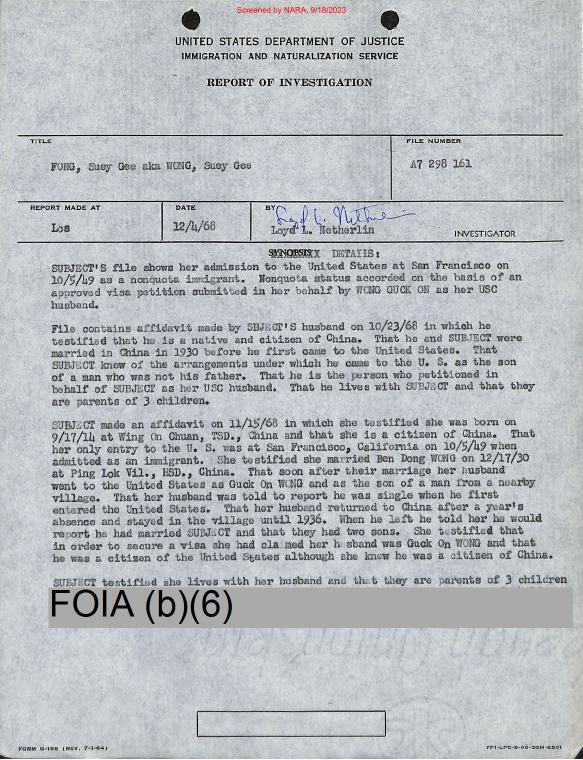 Screened by NARA, 9/18/2023
UNITED STATES DEPARTMENT OF JUSTICE
IMMIGRATION AND NATURALIZATION SERVICE
REPORT OF INVESTIGATION
TITLE
FONG, Suey Gee aka WONG, Suey Gee
FILE NUMBER
A7 298 161
REPORT MADE AT
Los
DATE
12/4/68
BY
Loyd L. Netherlin
Loyd L. Netherlin
INVESTIGATOR
SYNOPSIS DETAILS:
SUBJECT'S file shows her admission to the United States at San Francisco on
10/5/49 as a nonquota immigrant. Nonquota status accorded on the basis of an
approved visa petition submitted in her behalf by WONG GUCK ON as her USC
husband.
File contains affidavit made by SBJECT'S husband on 10/23/68 in which he
testified that he is a native and citizen of China. That he and SUBJECT were
married in China in 1930 before he first came to the United States. That
SUBJECT knew of the arrangements under which he came to the U. S. as the son
of a man who was not his father. That he is the person who petitioned in
behalf of SUBJECT as her USC husband. That he lives with SUBJECT and that they
are parents of 3 children.
SUBJECT made an affidavit on 11/15/68 in which she testified she was born on
9/17/14 at Wing On Chuan, TSD., China and that she is a citizen of China. That
her only entry to the U. S. was at San Francisco, California on 10/5/49 when
admitted as an immigrant. She testified she married Ben Dong WONG on 12/17/30
at Ping Lok Vil., HSD., China. That soon after their marriage her husband
went to the United States as Guck On WONG and as the son of a man from a nearby
village. That her husband was told to report he was single when he first
entered the United States. That her husband returned to China after a year's
absence and stayed in the village until 1936. When he left he told her he would
report he had married SUBJECT and that they had two sons. She testified that
in order to secure a visa she had claimed her husband was Guck On WONG and that
he was a citizen of the United States although she knew he was a citizen of China.
SUBJECT testified she lives with her husband and that they are parents of 3 children
FOIA (b)(6)
FORM G-166 (REV. 7-1-64)